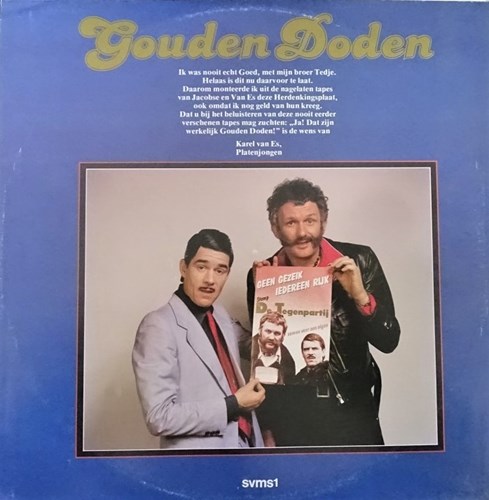 Gouden Doden
Ik was nooit echt Goed, met mijn broer Tedje.
Helaas is dit nu daarvoor te laat.
Daarom monteerde ik uit de nagelaten tapes
van Jacobse en Van Es deze Herdenkingsplaat,
ook omdat ik nog geld van hun kreeg.
Dat u bij het beluisteren van deze nooit eerder
verschenen tapes mag zuchten: „Ja! Dat zijn
werkelijk Gouden Doden!” is de wens van
Karel van Es,
Platenjongen
GEEN GEZEIK
IEDEREEN RIJK
De Tegenpartij
svms1